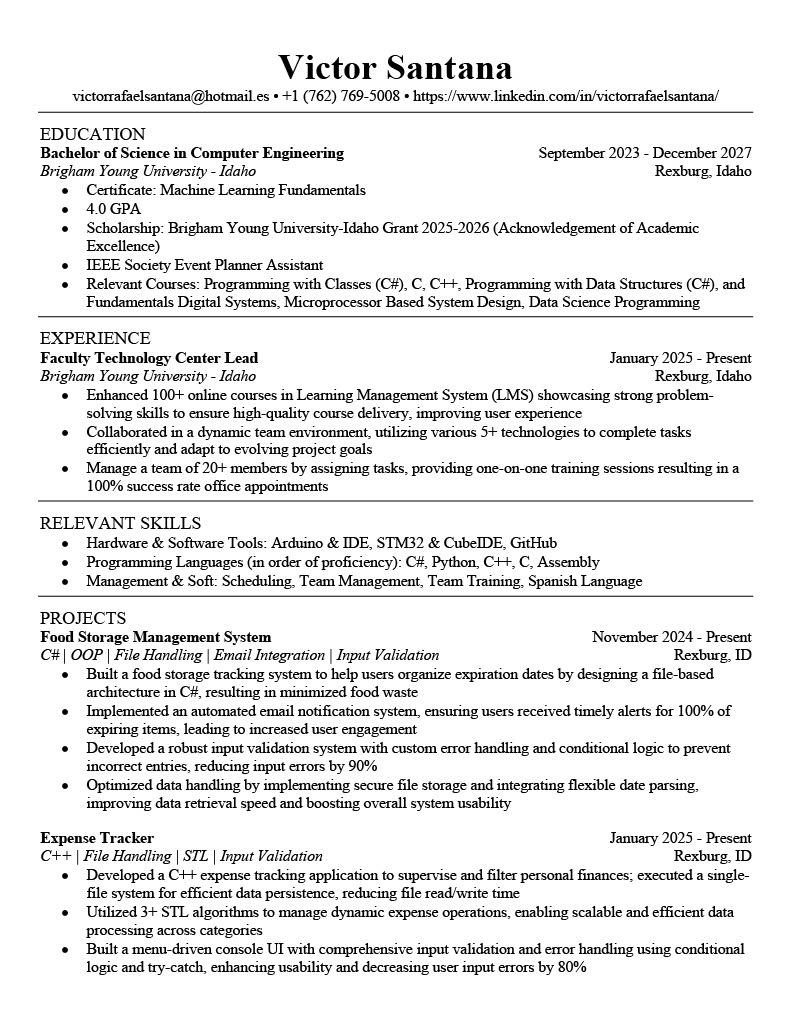 Victor Santana
victorrafaelsantana@hotmail.es • +1 (762) 769-5008 • https://www.linkedin.com/in/victorrafaelsantana/
EDUCATION
Bachelor of Science in Computer Engineering September 2023 - December 2027
Brigham Young University - Idaho Rexburg, Idaho
• Certificate: Machine Learning Fundamentals
• 4.0 GPA
• Scholarship: Brigham Young University-Idaho Grant 2025-2026 (Acknowledgement of Academic
Excellence)
• IEEE Society Event Planner Assistant
• Relevant Courses: Programming with Classes (C#), C, C++, Programming with Data Structures (C#), and
Fundamentals Digital Systems, Microprocessor Based System Design, Data Science Programming
EXPERIENCE
Faculty Technology Center Lead January 2025 - Present
Brigham Young University - Idaho Rexburg, Idaho
• Enhanced 100+ online courses in Learning Management System (LMS) showcasing strong problem-
solving skills to ensure high-quality course delivery, improving user experience
• Collaborated in a dynamic team environment, utilizing various 5+ technologies to complete tasks
efficiently and adapt to evolving project goals
• Manage a team of 20+ members by assigning tasks, providing one-on-one training sessions resulting in a
100% success rate office appointments
RELEVANT SKILLS
• Hardware & Software Tools: Arduino & IDE, STM32 & CubeIDE, GitHub
• Programming Languages (in order of proficiency): C#, Python, C++, C, Assembly
• Management & Soft: Scheduling, Team Management, Team Training, Spanish Language
PROJECTS
Food Storage Management System November 2024 - Present
C# | OOP | File Handling | Email Integration | Input Validation Rexburg, ID
• Built a food storage tracking system to help users organize expiration dates by designing a file-based
architecture in C#, resulting in minimized food waste
• Implemented an automated email notification system, ensuring users received timely alerts for 100% of
expiring items, leading to increased user engagement
• Developed a robust input validation system with custom error handling and conditional logic to prevent
incorrect entries, reducing input errors by 90%
• Optimized data handling by implementing secure file storage and integrating flexible date parsing,
improving data retrieval speed and boosting overall system usability
Expense Tracker January 2025 - Present
C++ | File Handling | STL | Input Validation Rexburg, ID
• Developed a C++ expense tracking application to supervise and filter personal finances; executed a single-
file system for efficient data persistence, reducing file read/write time
• Utilized 3+ STL algorithms to manage dynamic expense operations, enabling scalable and efficient data
processing across categories
• Built a menu-driven console UI with comprehensive input validation and error handling using conditional
logic and try-catch, enhancing usability and decreasing user input errors by 80%